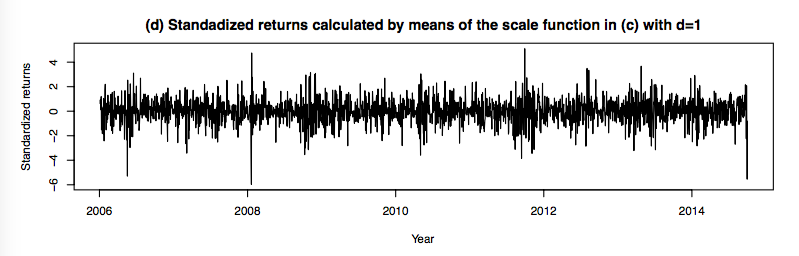 (d) Standadized returns calculated by means of the scale function in (c) with d=1
Standardized returns
4
2
0
−2
−4
−6
2006 2008 2010 2012 2014
Year